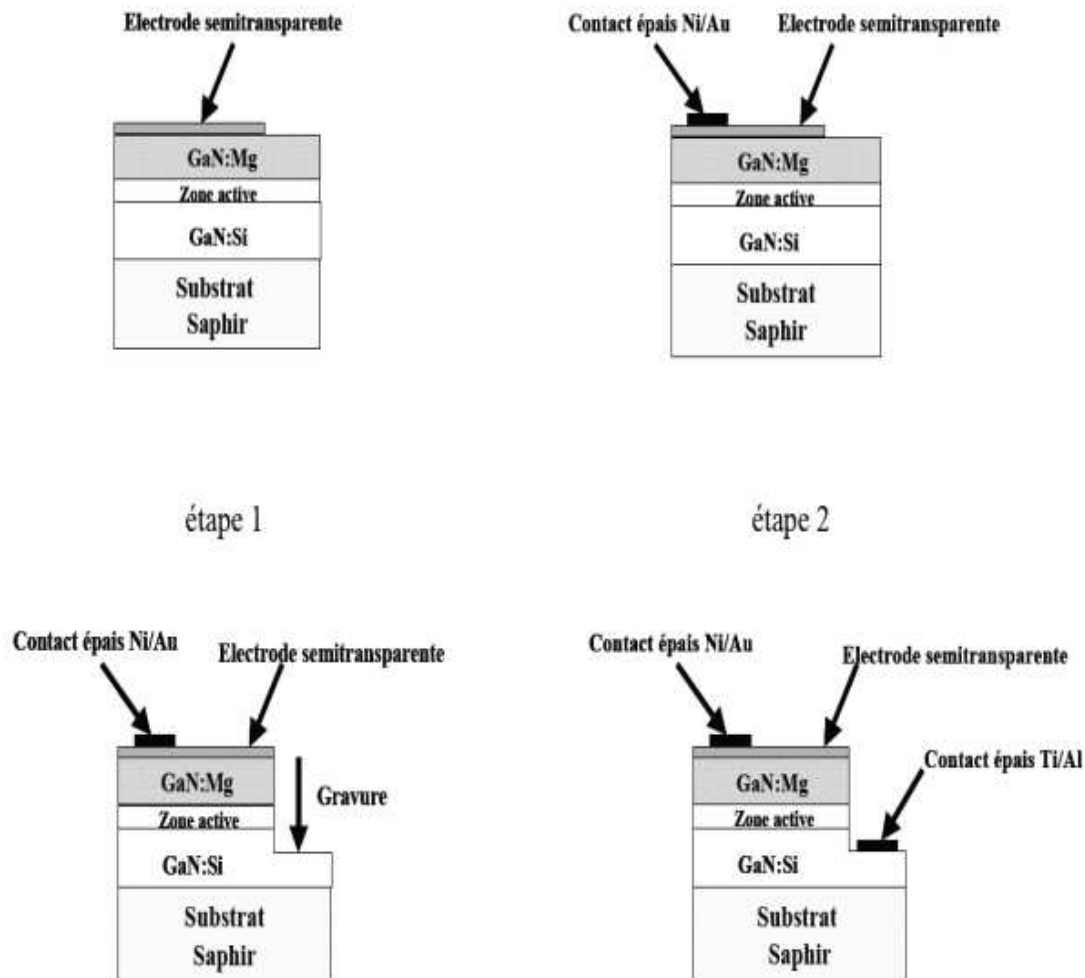 Electrode semitransparente
GaN:Mg
Zone active
GaN:Si
Substrat
Saphir
étape 1
Contact épais Ni/Au
Electrode semitransparente
GaN:Mg
Zone active
GaN:Si
Substrat
Saphir
étape 2
Contact épais Ni/Au
Electrode semitransparente
GaN:Mg
Gravure
Zone active
GaN:Si
Substrat
Saphir
Contact épais Ni/Au
Electrode semitransparente
Contact épais Ti/Al
GaN:Mg
Zone active
GaN:Si
Substrat
Saphir